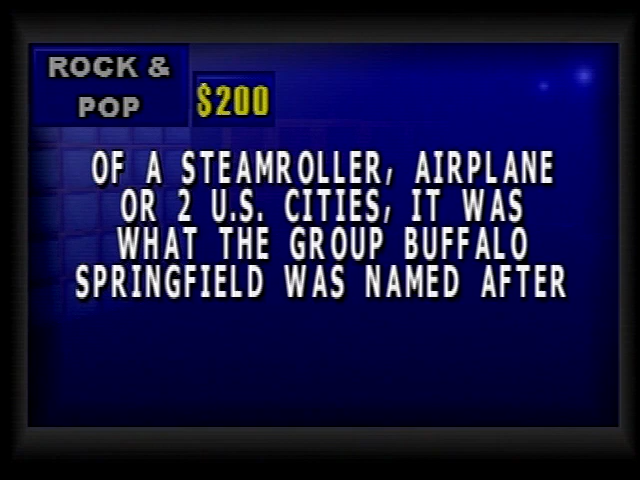 ROCK &
POP
$200
OF A STEAMROLLER, AIRPLANE
OR 2 U.S. CITIES, IT WAS
WHAT THE GROUP BUFFALO
SPRINGFIELD WAS NAMED AFTER